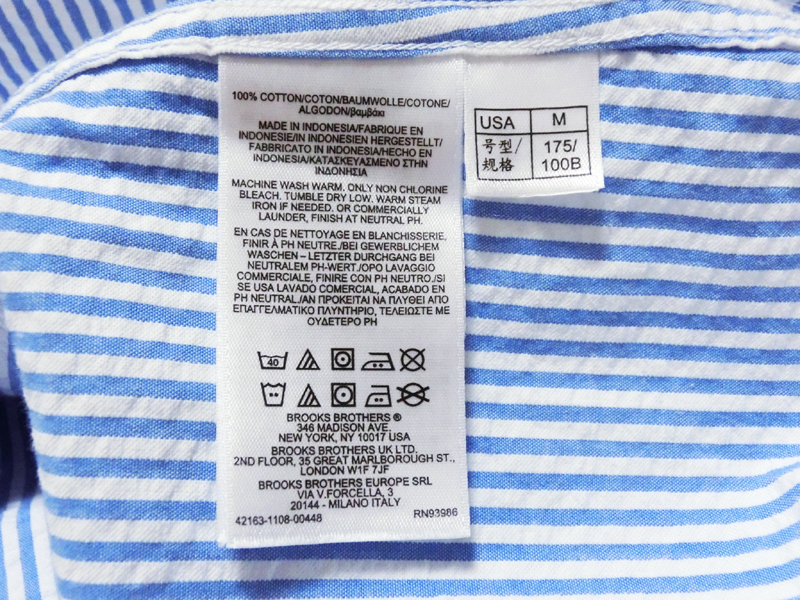 100% COTTON/COTON/BAUMWOLLE/COTONE/
ALGODON/βαμβάκι
MADE IN INDONESIA/FABRIQUE EN
INDONESIE/IN INDONESIEN HERGESTELLT/
FABBRICATO IN INDONESIA/HECHO EN
INDONESIA/ΚΑΤΑΣΚΕΥΑΣΜΕΝΟ ΣΤΗΝ
ΙΝΔΟΝΗΣΙΑ
MACHINE WASH WARM. ONLY NON CHLORINE
BLEACH. TUMBLE DRY LOW. WARM STEAM
IRON IF NEEDED. OR COMMERCIALLY
LAUNDER, FINISH AT NEUTRAL PH.
EN CAS DE NETTOYAGE EN BLANCHISSERIE,
FINIR À PH NEUTRE./BEI GEWERBLICHEM
WASCHEN – LETZTER DURCHGANG BEI
NEUTRALEM PH-WERT./OPO LAVAGGIO
COMMERCIALE, FINIRE CON PH NEUTRO./SI
SE USA LAVADO COMERCIAL, ACABADO EN
PH NEUTRAL./ΑΝ ΠΡΟΚΕΙΤΑΙ ΝΑ ΠΛΥΘΕΙ ΑΠΟ
ΕΠΑΓΓΕΛΜΑΤΙΚΟ ΠΛΥΝΤΗΡΙΟ, ΤΕΛΕΙΩΣΤΕ ΜΕ
ΟΥΔΕΤΕΡΟ PH
40
BROOKS BROTHERS ®
346 MADISON AVE.
NEW YORK, NY 10017 USA
BROOKS BROTHERS UK LTD.
2ND FLOOR, 35 GREAT MARLBOROUGH ST.,
LONDON W1F 7JF
BROOKS BROTHERS EUROPE SRL
VIA V.FORCELLA, 3
20144 - MILANO ITALY
42163-1108-00448 RN93986
USA M
号型/ 175/
规格 100B